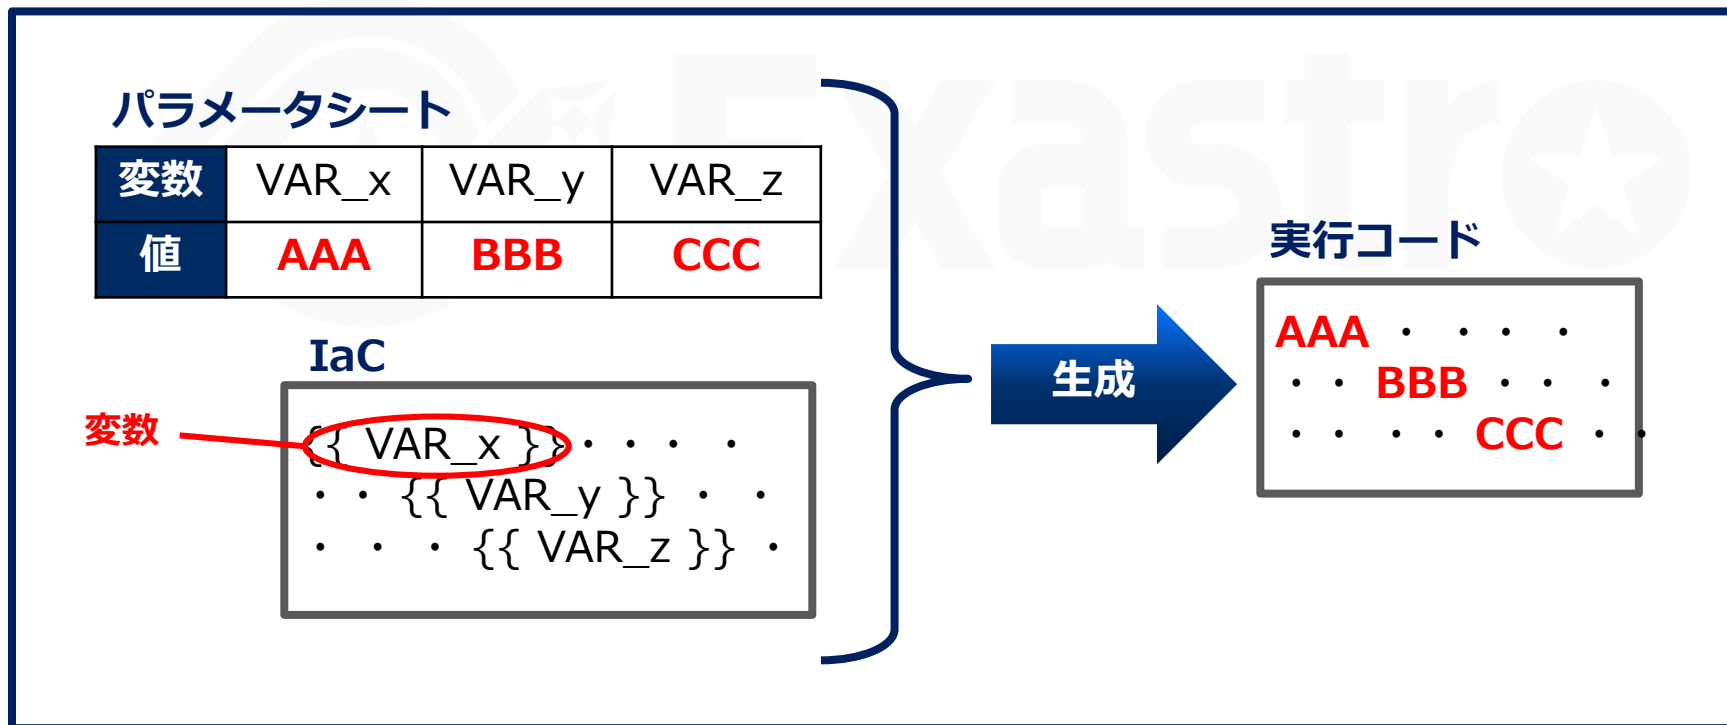 Exastro
パラメータシート
変数 VAR_x VAR_y VAR_z
値 AAA BBB CCC
IaC
変数
{{ VAR_x }}・・・・
・・{{ VAR_y }}・・
・・・{{ VAR_z }}・
生成
実行コード
AAA・・・・
・・BBB・・・
・・・・CCC・・